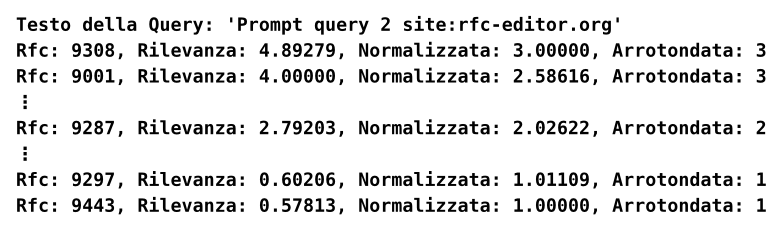 Testo della Query: 'Prompt query 2 site:rfc-editor.org'
Rfc: 9308, Rilevanza: 4.89279, Normalizzata: 3.00000, Arrotondata: 3
Rfc: 9001, Rilevanza: 4.00000, Normalizzata: 2.58616, Arrotondata: 3
⋮
Rfc: 9287, Rilevanza: 2.79203, Normalizzata: 2.02622, Arrotondata: 2
⋮
Rfc: 9297, Rilevanza: 0.60206, Normalizzata: 1.01109, Arrotondata: 1
Rfc: 9443, Rilevanza: 0.57813, Normalizzata: 1.00000, Arrotondata: 1